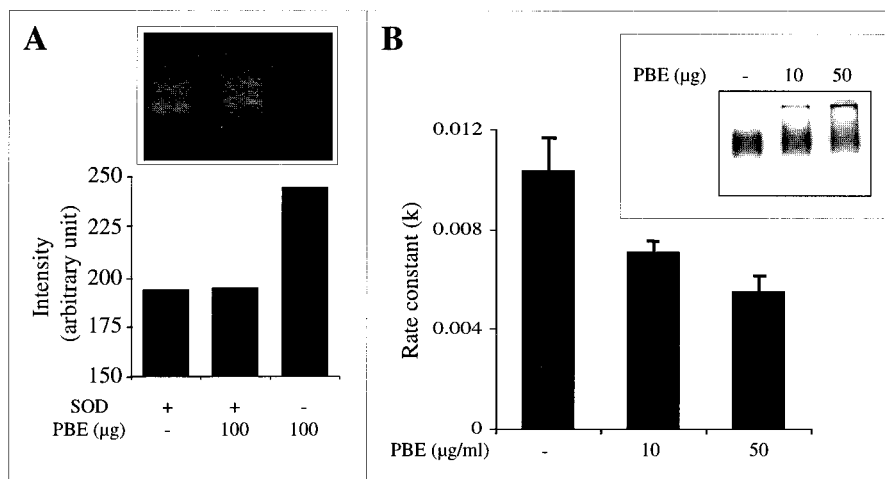 A
250
225
200
175
150
Intensity
(arbitrary unit)
SOD + + -
PBE (µg) - 100 100
B
PBE (µg) - 10 50
0.012
0.008
0.004
0
Rate constant (k)
PBE (µg/ml) - 10 50